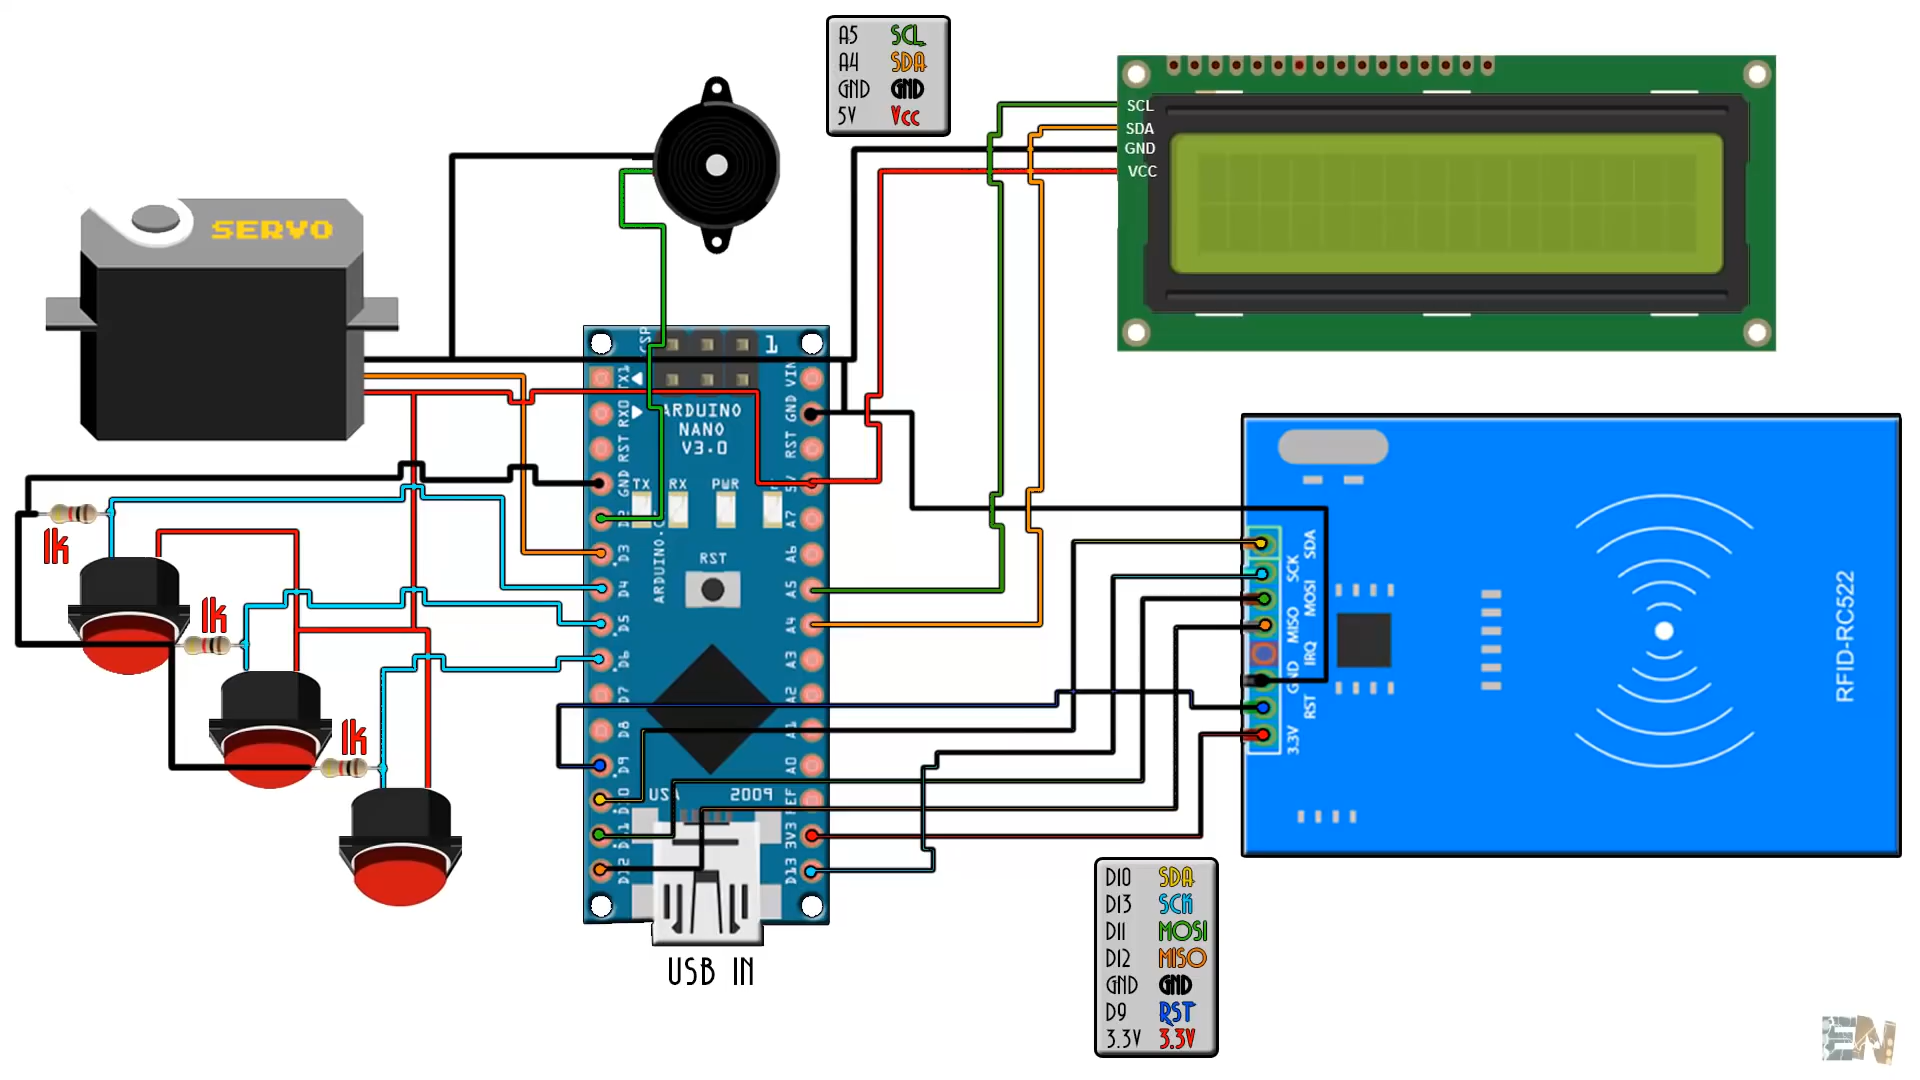 A5 SCL
A4 SDA
GND GND
5V Vcc
SCL
SDA
GND
VCC
SERVO
1
TX1
RX0
RST
GND
D2
D3
D4
D5
D6
D7
D8
D9
D12
VIN
GND
RST
5V
A7
A6
A5
A4
A3
A2
A1
A0
3V3
D13
ARDUINO
NANO
V3.0
TX RX PWR
RST
USA 2009
USB IN
1k
1k
1k
SDA
SCK
MOSI
MISO
IRQ
GND
RST
3.3V
RFID-RC522
D10 SDA
D13 SCK
D11 MOSI
D12 MISO
GND GND
D9 RST
3.3V 3.3V
EN